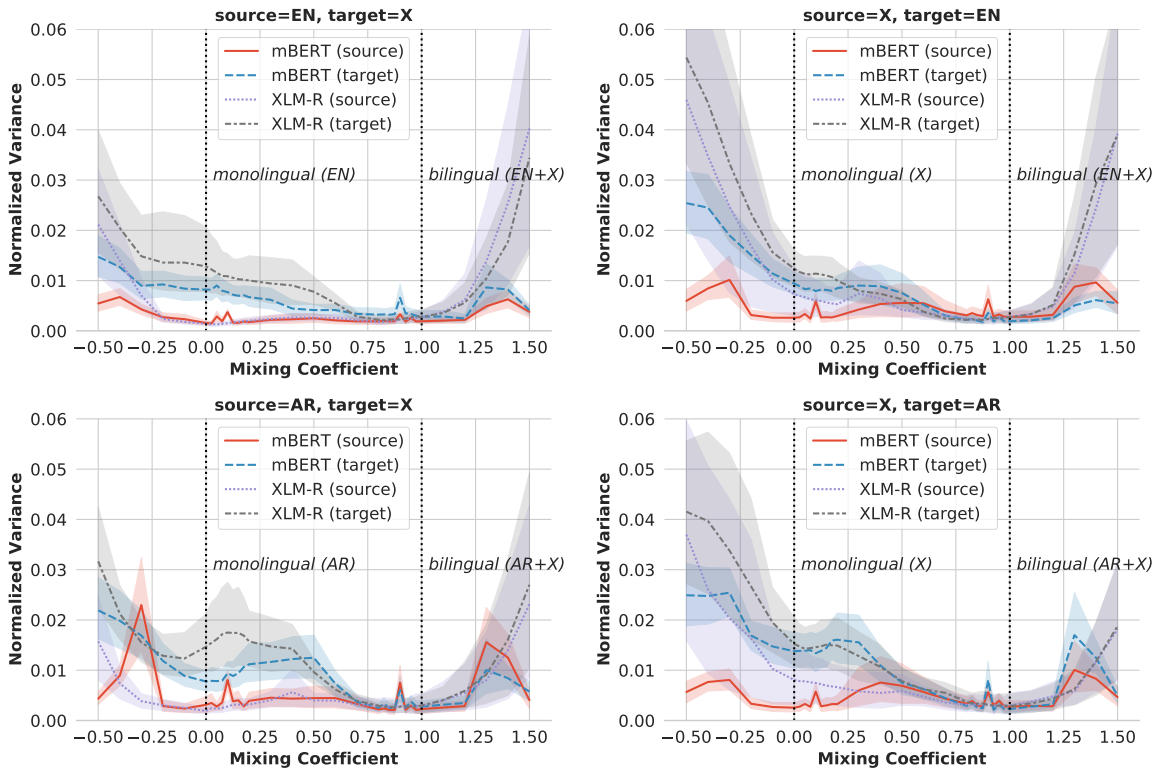 source=EN, target=X
Normalized Variance
0.06
0.05
0.04
0.03
0.02
0.01
0.00
mBERT (source)
mBERT (target)
XLM-R (source)
XLM-R (target)
monolingual (EN)
bilingual (EN+X)
−0.50 −0.25 0.00 0.25 0.50 0.75 1.00 1.25 1.50
Mixing Coefficient
source=X, target=EN
Normalized Variance
0.06
0.05
0.04
0.03
0.02
0.01
0.00
mBERT (source)
mBERT (target)
XLM-R (source)
XLM-R (target)
monolingual (X)
bilingual (EN+X)
−0.50 −0.25 0.00 0.25 0.50 0.75 1.00 1.25 1.50
Mixing Coefficient
source=AR, target=X
Normalized Variance
0.06
0.05
0.04
0.03
0.02
0.01
0.00
mBERT (source)
mBERT (target)
XLM-R (source)
XLM-R (target)
monolingual (AR)
bilingual (AR+X)
−0.50 −0.25 0.00 0.25 0.50 0.75 1.00 1.25 1.50
Mixing Coefficient
source=X, target=AR
Normalized Variance
0.06
0.05
0.04
0.03
0.02
0.01
0.00
mBERT (source)
mBERT (target)
XLM-R (source)
XLM-R (target)
monolingual (X)
bilingual (AR+X)
−0.50 −0.25 0.00 0.25 0.50 0.75 1.00 1.25 1.50
Mixing Coefficient